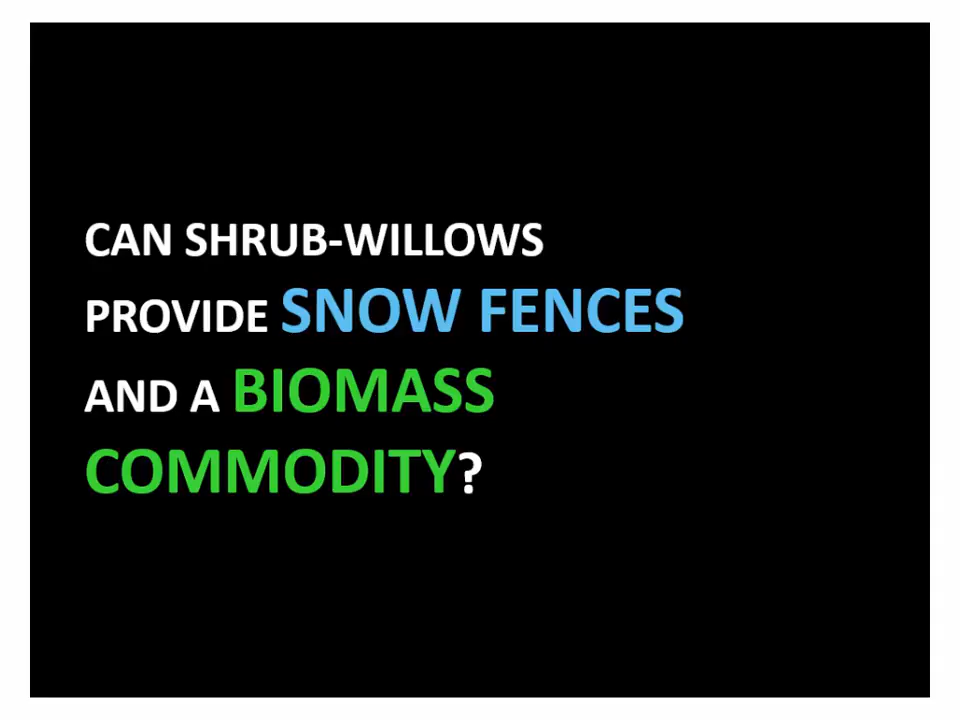 CAN SHRUB-WILLOWS
PROVIDE SNOW FENCES
AND A BIOMASS
COMMODITY?